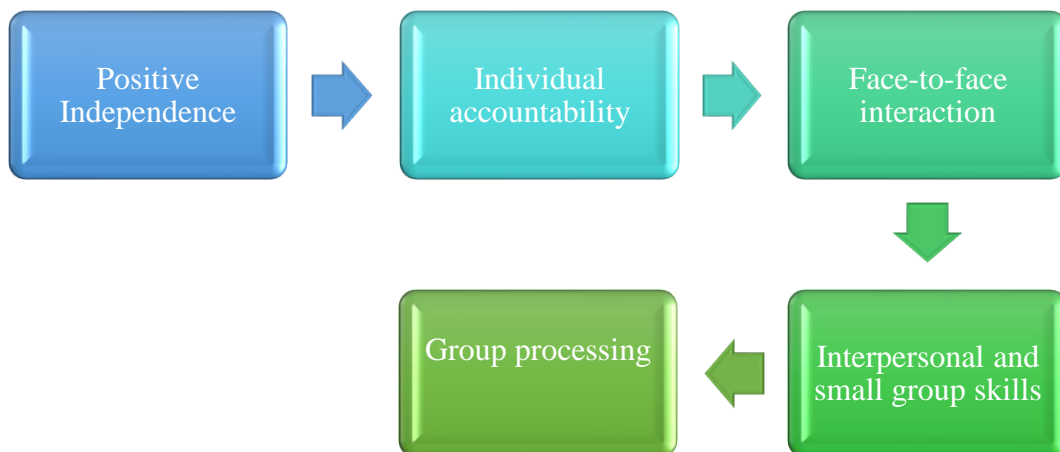 Positive
Independence
Individual
accountability
Face-to-face
interaction
Interpersonal and
small group skills
Group processing